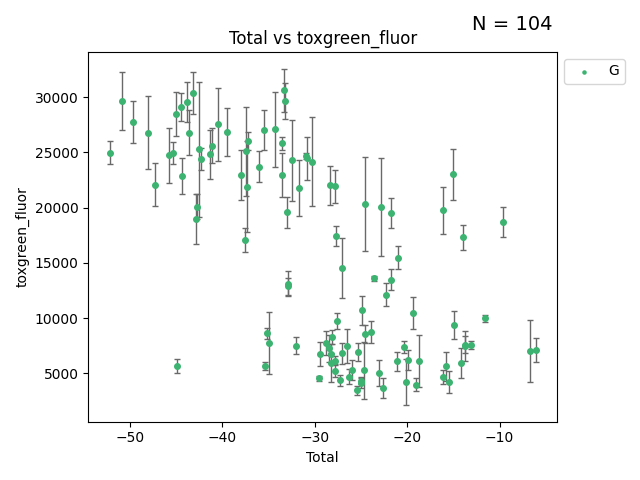 N = 104
Total vs toxgreen_fluor
G
toxgreen_fluor
30000
25000
20000
15000
10000
5000
−50 −40 −30 −20 −10
Total